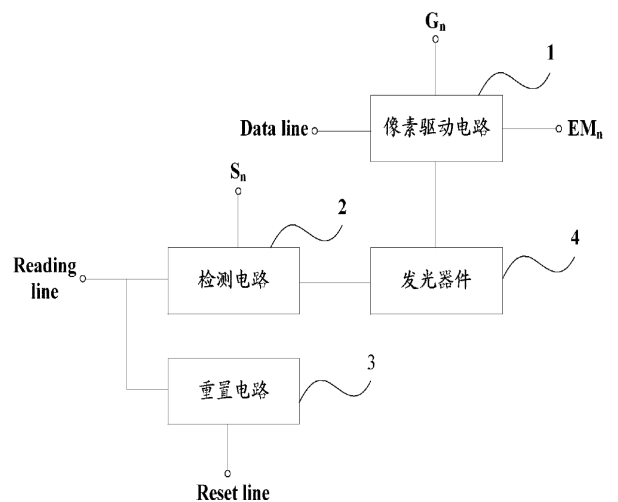 Gn
1
Data line
像素驱动电路
EMn
Sn
2
4
Reading
line
检测电路
发光器件
3
重置电路
Reset line